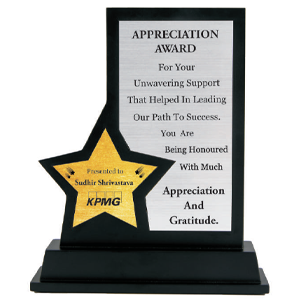 APPRECIATION
AWARD
For Your
Unwavering Support
That Helped In Leading
Our Path To Success.
You Are
Being Honoured
With Much
Appreciation
And
Gratitude.
Presented to
Sudhir Shrivastava
KPMG